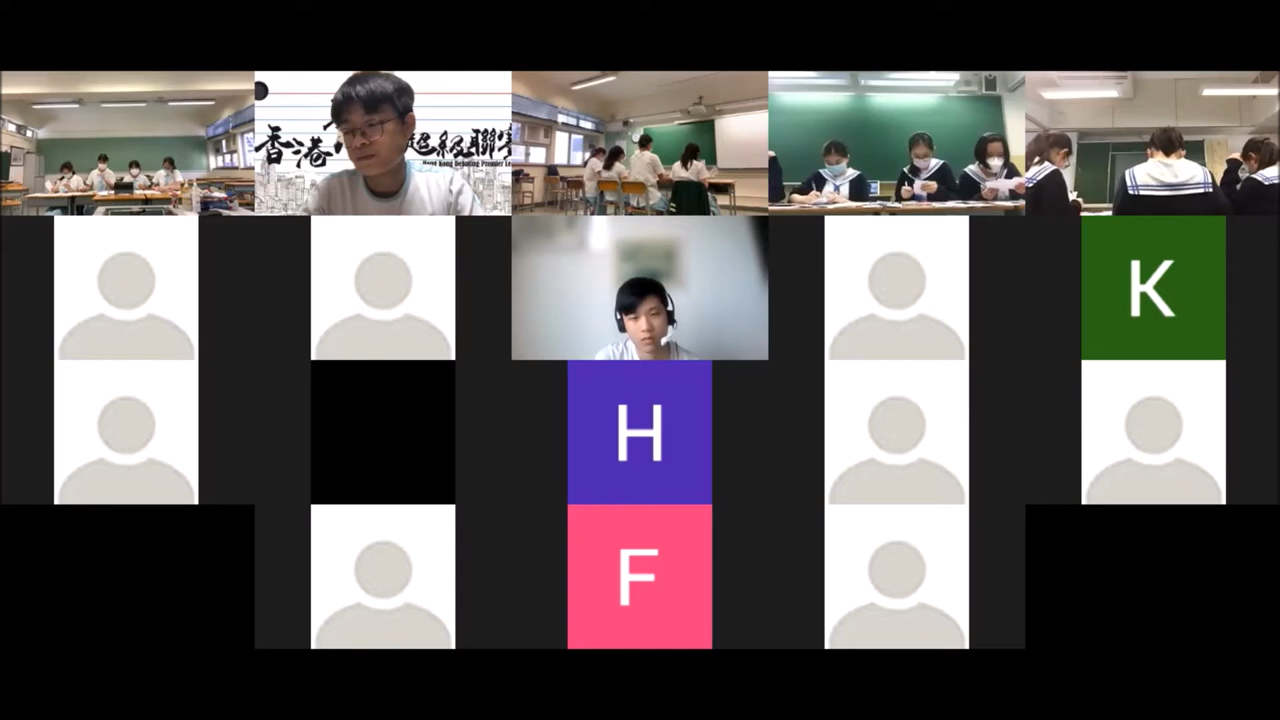 香港 超級聯
Hong Kong Debating Premier Le
K
H
F